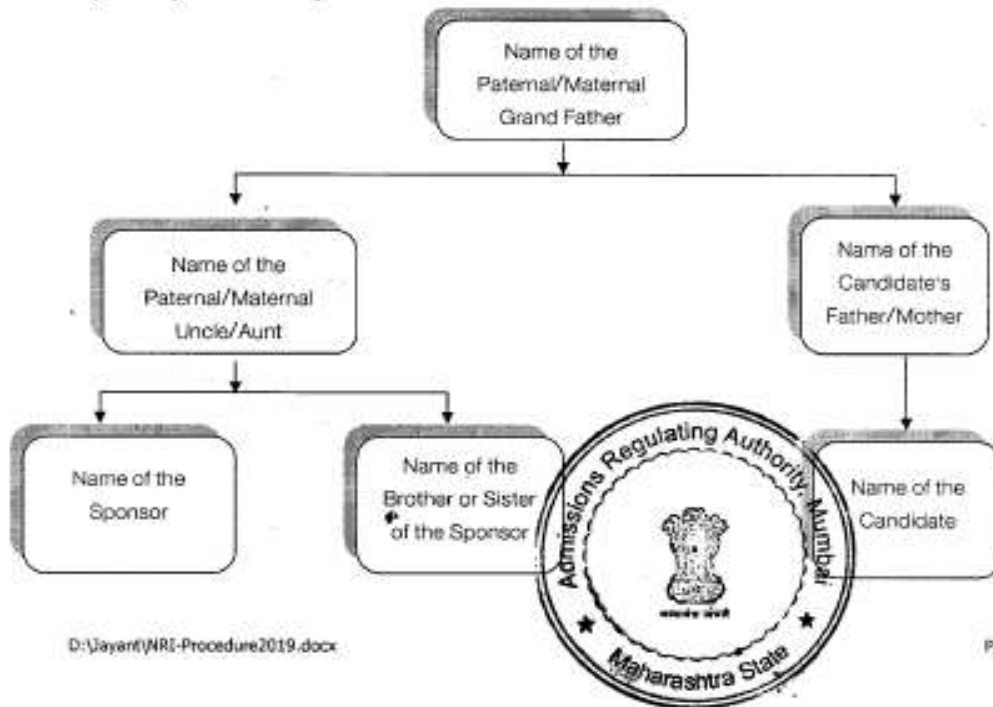 Name of the
Paternal/Maternal
Grand Father
Name of the
Paternal/Maternal
Uncle/Aunt
Name of the
Candidate's
Father/Mother
Name of the
Sponsor
Name of the
Brother or Sister
of the Sponsor
Name of the
Candidate
Admissions Regulating Authority, Mumbai
Maharashtra State
D:\Jayant\NRI-Procedure2019.docx
P